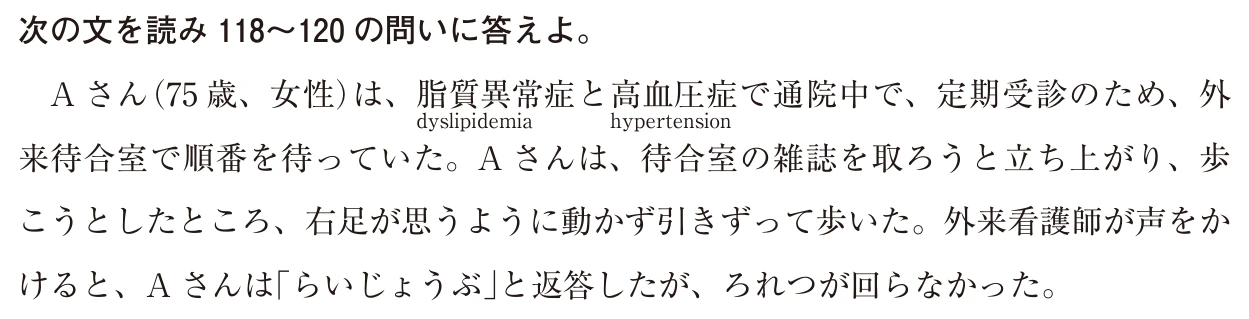 次の文を読み 118〜120 の問いに答えよ。
A さん(75 歳、女性)は、脂質異常症と高血圧症で通院中で、定期受診のため、外
dyslipidemia hypertension
来待合室で順番を待っていた。A さんは、待合室の雑誌を取ろうと立ち上がり、歩
こうとしたところ、右足が思うように動かず引きずって歩いた。外来看護師が声をか
けると、A さんは「らいじょうぶ」と返答したが、ろれつが回らなかった。